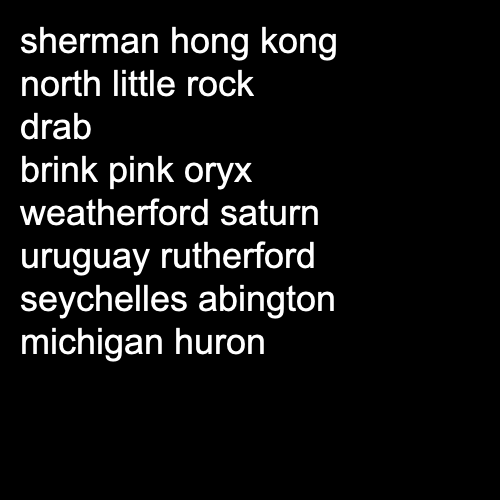 sherman hong kong
north little rock
drab
brink pink oryx
weatherford saturn
uruguay rutherford
seychelles abington
michigan huron